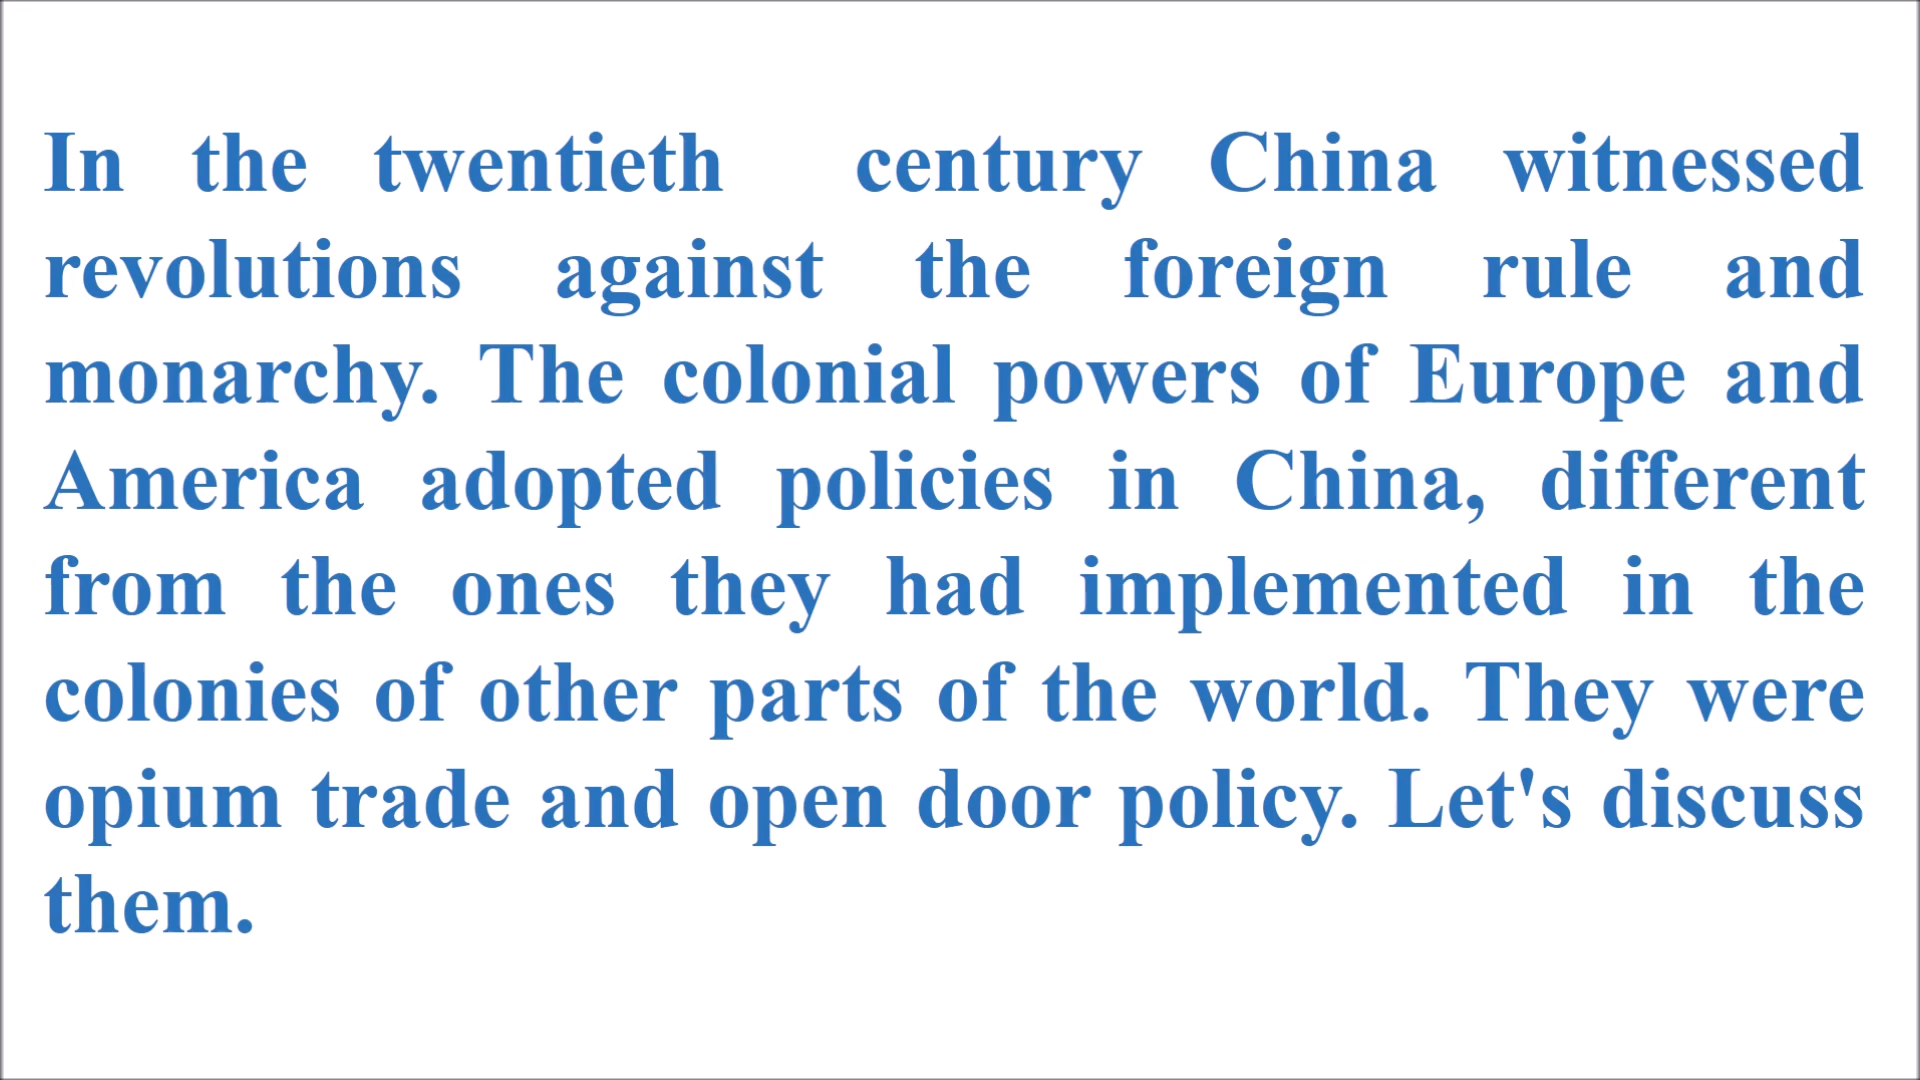 In the twentieth century China witnessed
revolutions against the foreign rule and
monarchy. The colonial powers of Europe and
America adopted policies in China, different
from the ones they had implemented in the
colonies of other parts of the world. They were
opium trade and open door policy. Let's discuss
them.